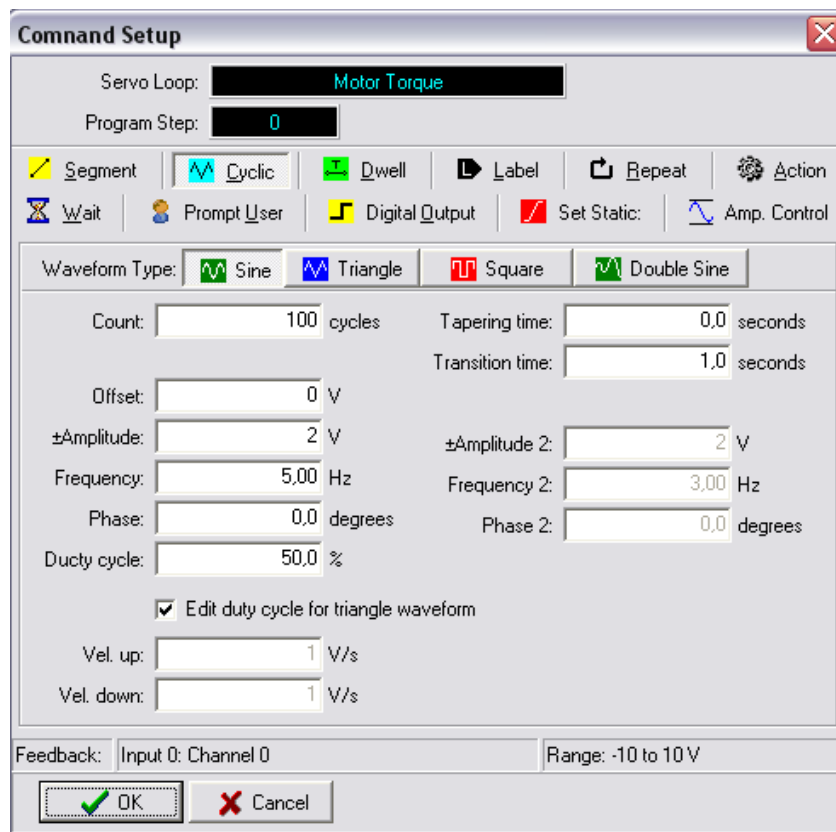 Command Setup
Servo Loop: Motor Torque
Program Step: 0
Segment Cyclic Dwell Label Repeat Action
Wait Prompt User Digital Output Set Static: Amp. Control
Waveform Type: Sine Triangle Square Double Sine
Count: 100 cycles Tapering time: 0,0 seconds
Transition time: 1,0 seconds
Offset: 0 V
±Amplitude: 2 V ±Amplitude 2: 2 V
Frequency: 5,00 Hz Frequency 2: 3,00 Hz
Phase: 0,0 degrees Phase 2: 0,0 degrees
Ducty cycle: 50,0 %
Edit duty cycle for triangle waveform
Vel. up: 1 V/s
Vel. down: 1 V/s
Feedback: Input 0: Channel 0 Range: -10 to 10 V
OK Cancel